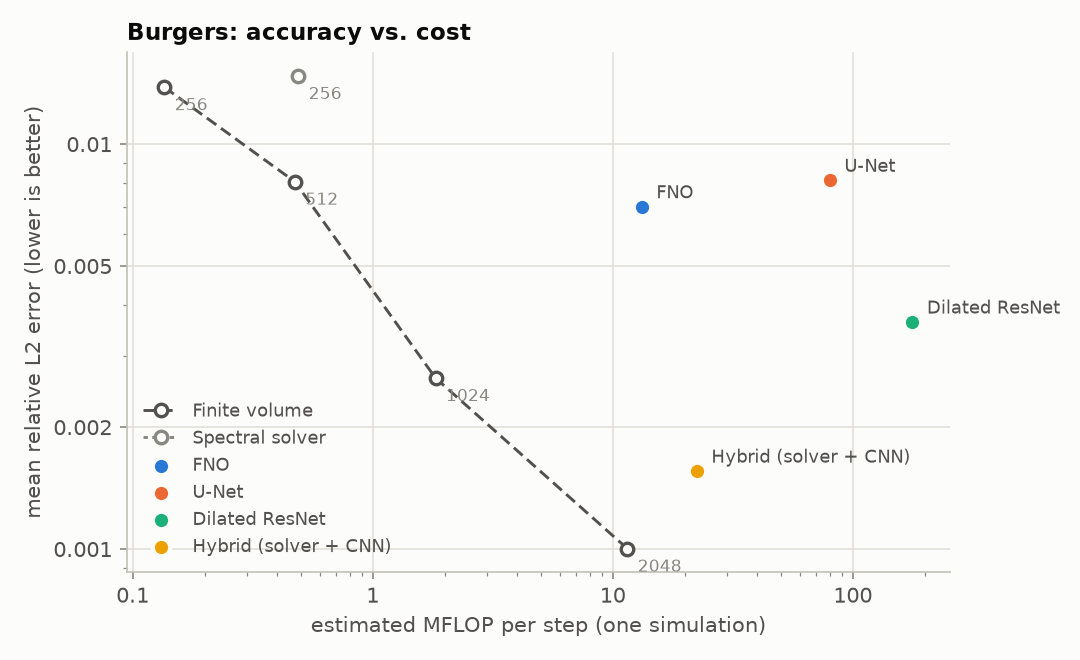 Burgers: accuracy vs. cost
mean relative L2 error (lower is better)
0.01
0.005
0.002
0.001
256
256
512
1024
2048
FNO
U-Net
Dilated ResNet
Hybrid (solver + CNN)
Finite volume
Spectral solver
FNO
U-Net
Dilated ResNet
Hybrid (solver + CNN)
0.1
1
10
100
estimated MFLOP per step (one simulation)